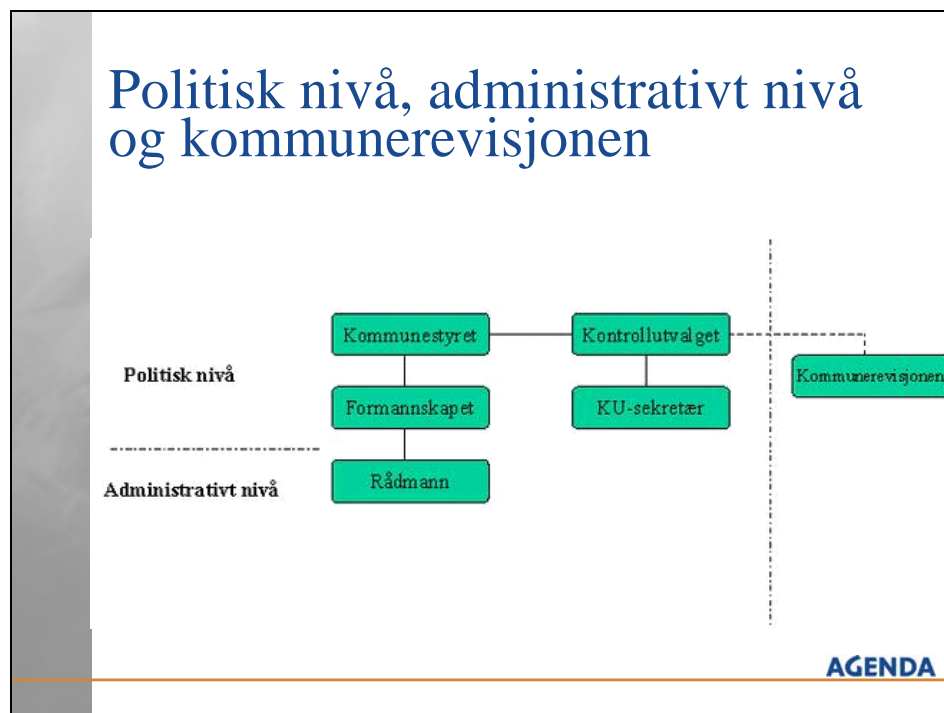 Politisk nivå, administrativt nivå
og kommunerevisjonen
Kommunestyret
Kontrollutvalget
Politisk nivå
Kommunerevisjonen
Formannskapet
KU-sekretær
Administrativt nivå
Rådmann
AGENDA